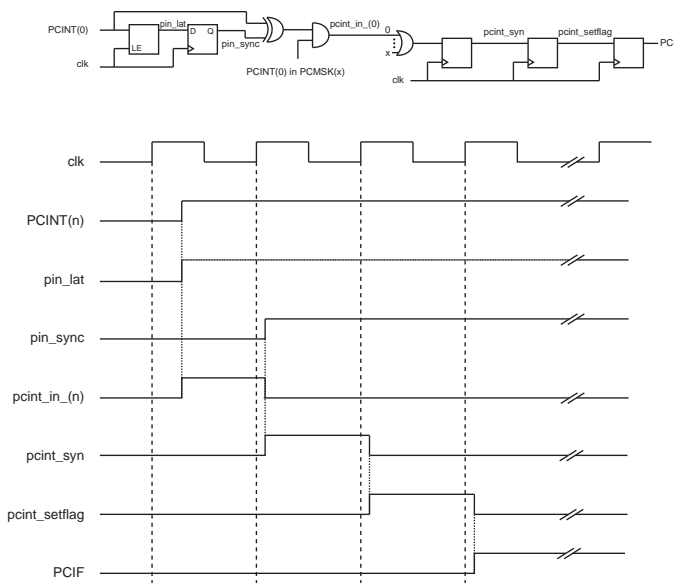 PCINT(0)
pin_lat
D Q
LE
pin_sync
clk
pcint_in_(0)
0
x
PCINT(0) in PCMSK(x)
pcint_syn
pcint_setflag
clk
clk
PCINT(n)
pin_lat
pin_sync
pcint_in_(n)
pcint_syn
pcint_setflag
PCIF